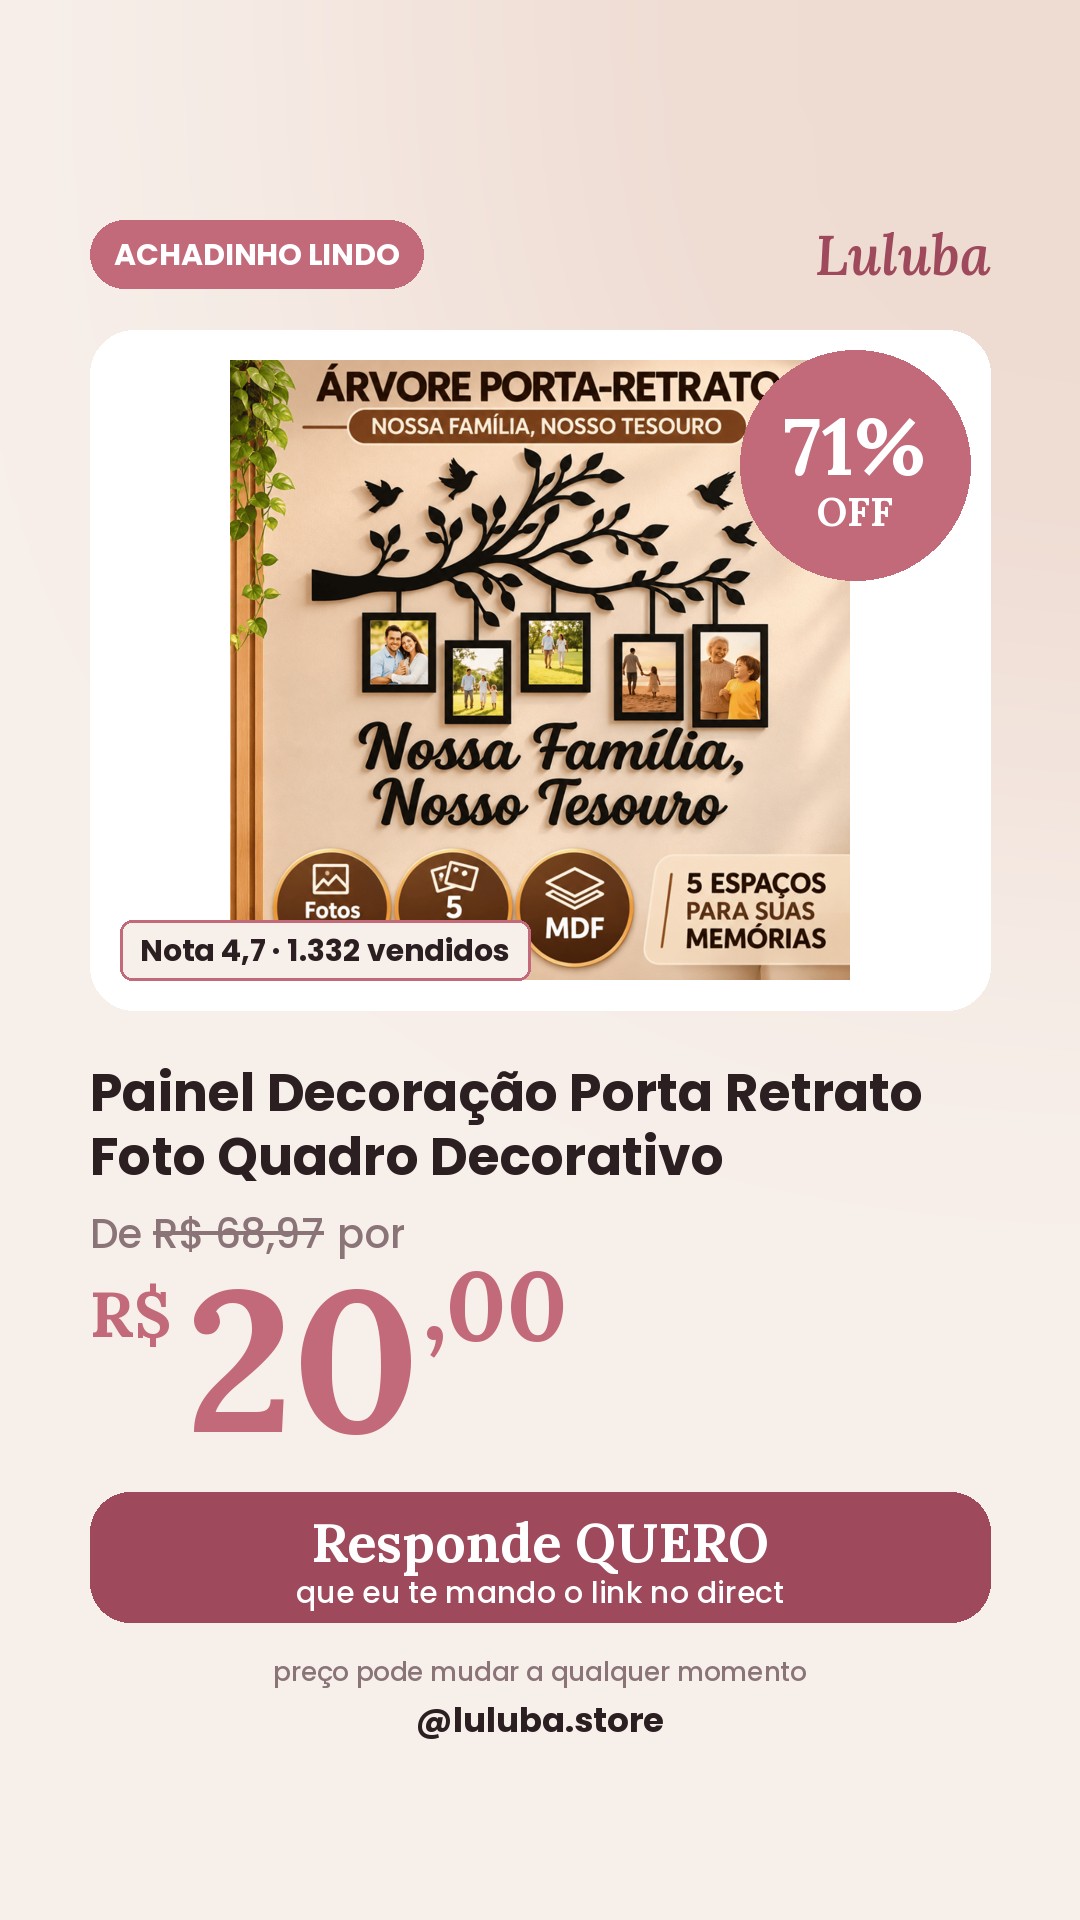 ACHADINHO LINDO
Luluba
ÁRVORE PORTA-RETRATO
NOSSA FAMÍLIA, NOSSO TESOURO
71%
OFF
Nossa Família,
Nosso Tesouro
Fotos
5
MDF
5 ESPAÇOS
PARA SUAS
MEMÓRIAS
Nota 4,7 · 1.332 vendidos
Painel Decoração Porta Retrato
Foto Quadro Decorativo
De R$ 68,97 por
R$ 20,00
Responde QUERO
que eu te mando o link no direct
preço pode mudar a qualquer momento
@luluba.store